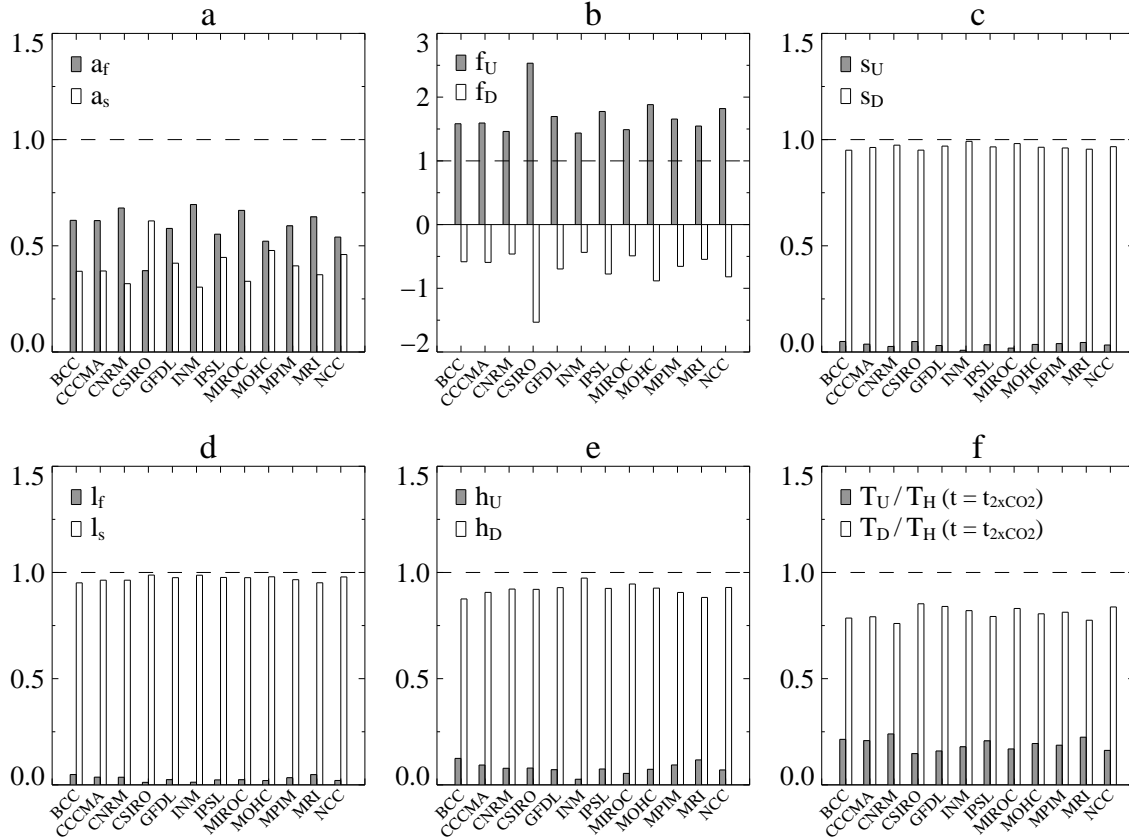 a
1.5
1.0
0.5
0.0
a_f
a_s
BCC
CCCMA
CNRM
CSIRO
GFDL
INM
IPSL
MIROC
MOHC
MPIM
MRI
NCC
b
3
2
1
0
−1
−2
f_U
f_D
BCC
CCCMA
CNRM
CSIRO
GFDL
INM
IPSL
MIROC
MOHC
MPIM
MRI
NCC
c
1.5
1.0
0.5
0.0
s_U
s_D
BCC
CCCMA
CNRM
CSIRO
GFDL
INM
IPSL
MIROC
MOHC
MPIM
MRI
NCC
d
1.5
1.0
0.5
0.0
l_f
l_s
BCC
CCCMA
CNRM
CSIRO
GFDL
INM
IPSL
MIROC
MOHC
MPIM
MRI
NCC
e
1.5
1.0
0.5
0.0
h_U
h_D
BCC
CCCMA
CNRM
CSIRO
GFDL
INM
IPSL
MIROC
MOHC
MPIM
MRI
NCC
f
1.5
1.0
0.5
0.0
T_U / T_H (t = t_2xCO2)
T_D / T_H (t = t_2xCO2)
BCC
CCCMA
CNRM
CSIRO
GFDL
INM
IPSL
MIROC
MOHC
MPIM
MRI
NCC